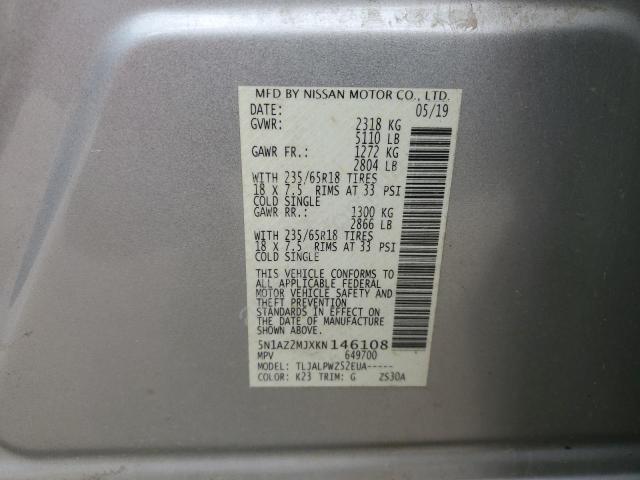 MFD BY NISSAN MOTOR CO., LTD.
DATE: 05/19
GVWR: 2318 KG
5110 LB
GAWR FR.: 1272 KG
2804 LB
WITH 235/65R18 TIRES
18 X 7.5 RIMS AT 33 PSI
COLD SINGLE
GAWR RR.: 1300 KG
2866 LB
WITH 235/65R18 TIRES
18 X 7.5 RIMS AT 33 PSI
COLD SINGLE
THIS VEHICLE CONFORMS TO
ALL APPLICABLE FEDERAL
MOTOR VEHICLE SAFETY AND
THEFT PREVENTION
STANDARDS IN EFFECT ON
THE DATE OF MANUFACTURE
SHOWN ABOVE.
5N1AZ2MJXKN146108
MPV 649700
MODEL: TLJALPWZS2EUA-----
COLOR: K23 TRIM: G ZS30A